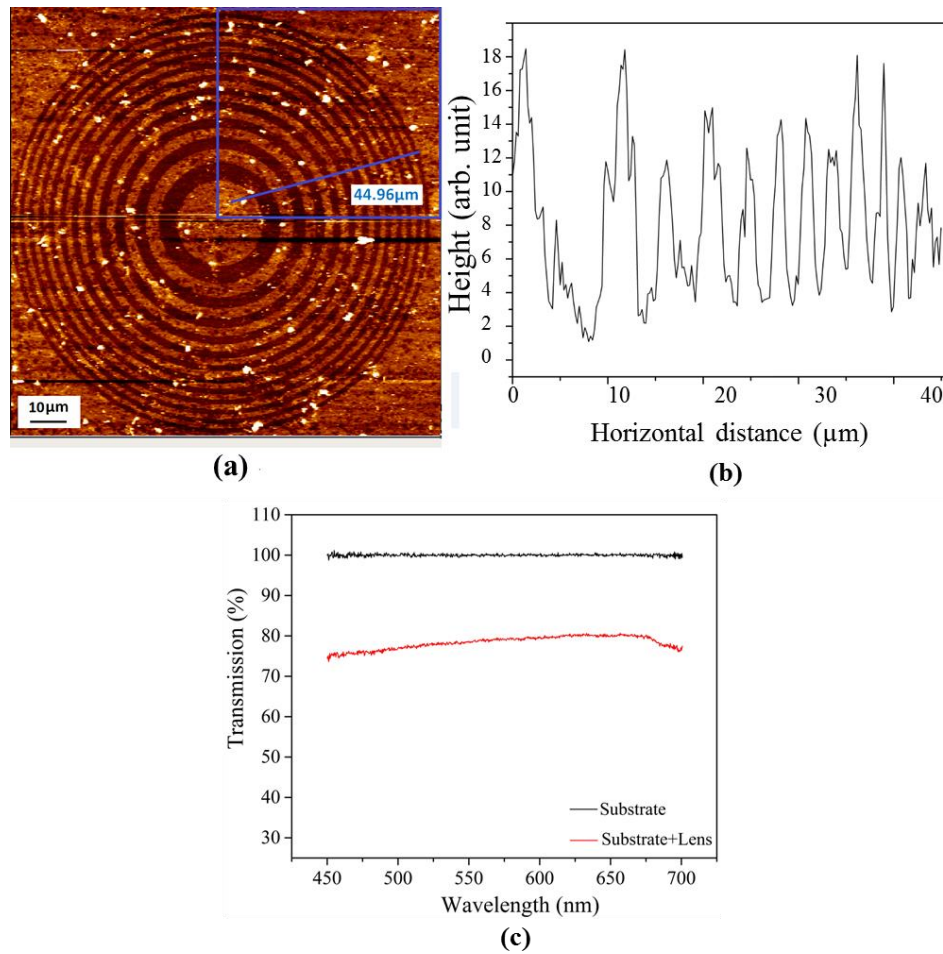 44.96µm
10µm
(a)
18
16
14
12
10
8
6
4
2
0
Height (arb. unit)
0
10
20
30
40
Horizontal distance (µm)
(b)
110
100
90
80
70
60
50
40
30
Transmission (%)
Substrate
Substrate+Lens
450
500
550
600
650
700
Wavelength (nm)
(c)